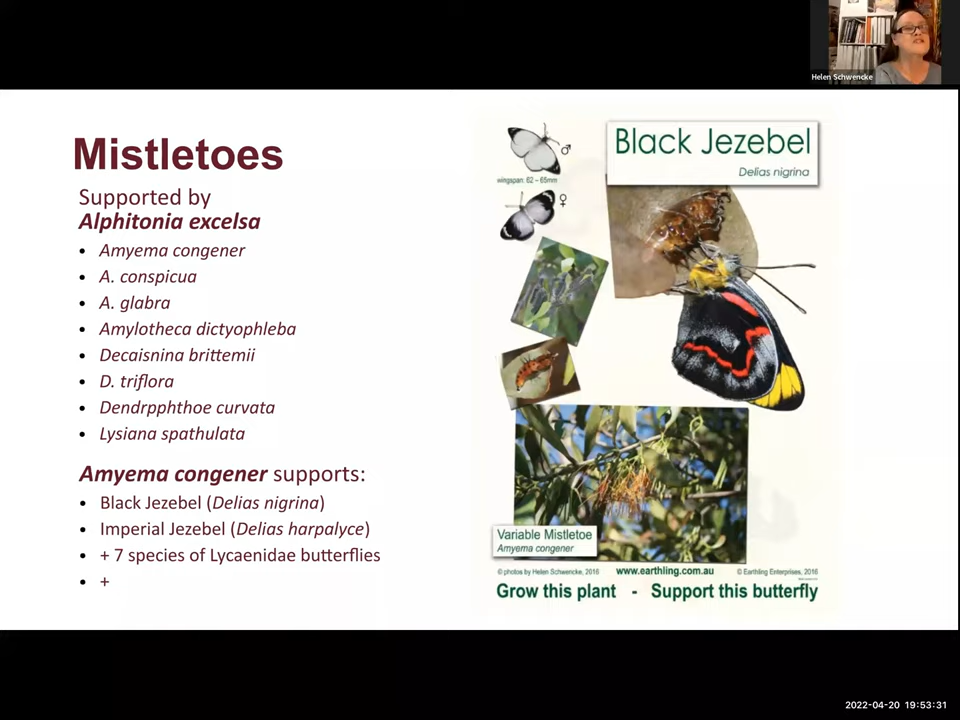 Helen Schwencke
Mistletoes
Supported by
Alphitonia excelsa
• Amyema congener
• A. conspicua
• A. glabra
• Amylotheca dictyophleba
• Decaisnina brittemii
• D. triflora
• Dendrpphthoe curvata
• Lysiana spathulata
Amyema congener supports:
• Black Jezebel (Delias nigrina)
• Imperial Jezebel (Delias harpalyce)
• + 7 species of Lycaenidae butterflies
• +
Black Jezebel
Delias nigrina
♂
wingspan: 62 – 65mm
♀
Variable Mistletoe
Amyema congener
© photos by Helen Schwencke, 2016 www.earthling.com.au © Earthling Enterprises, 2016
Grow this plant - Support this butterfly
2022-04-20 19:53:31